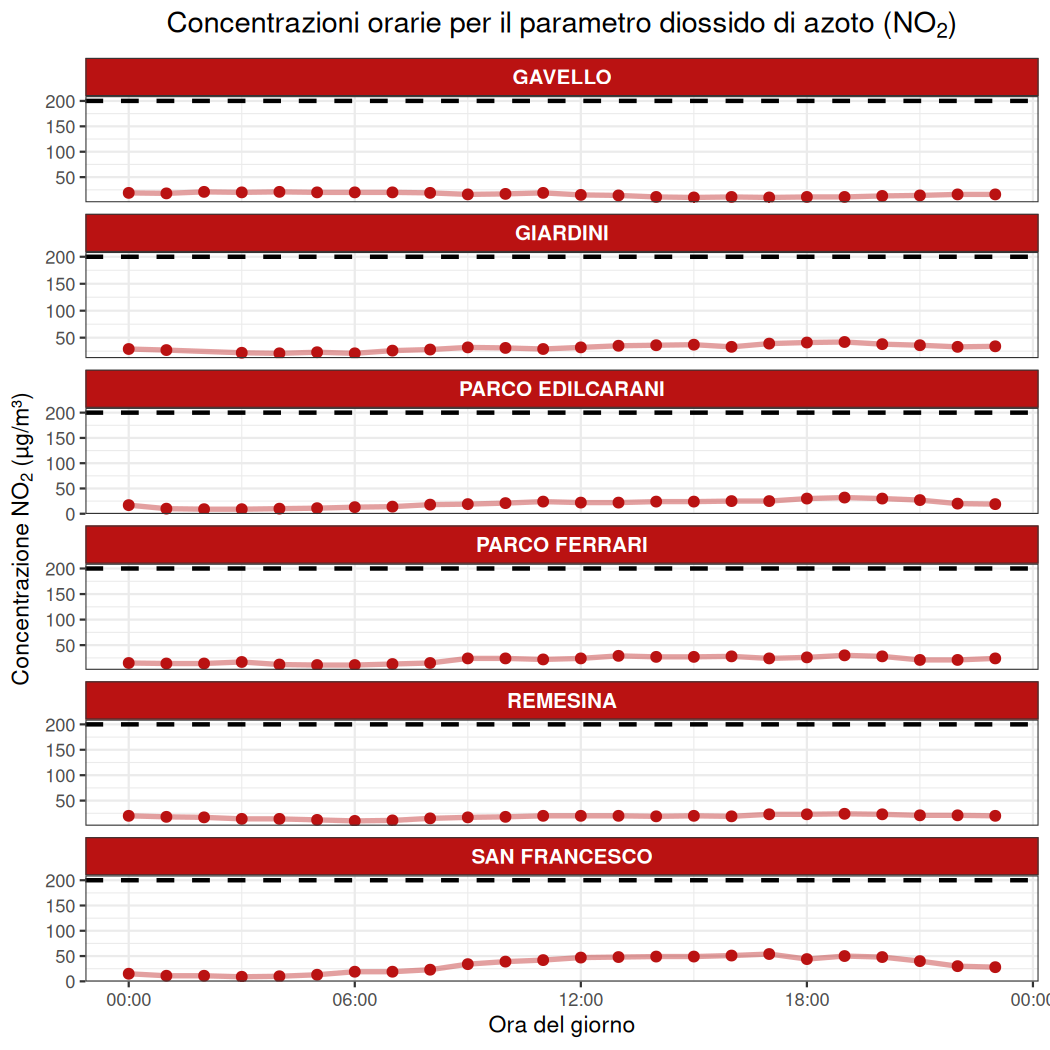 Concentrazioni orarie per il parametro diossido di azoto (NO₂)
Concentrazione NO₂ (µg/m³)
GAVELLO
200
150
100
50
GIARDINI
200
150
100
50
PARCO EDILCARANI
200
150
100
50
0
PARCO FERRARI
200
150
100
50
REMESINA
200
150
100
50
SAN FRANCESCO
200
150
100
50
0
00:00 06:00 12:00 18:00 00:0
Ora del giorno